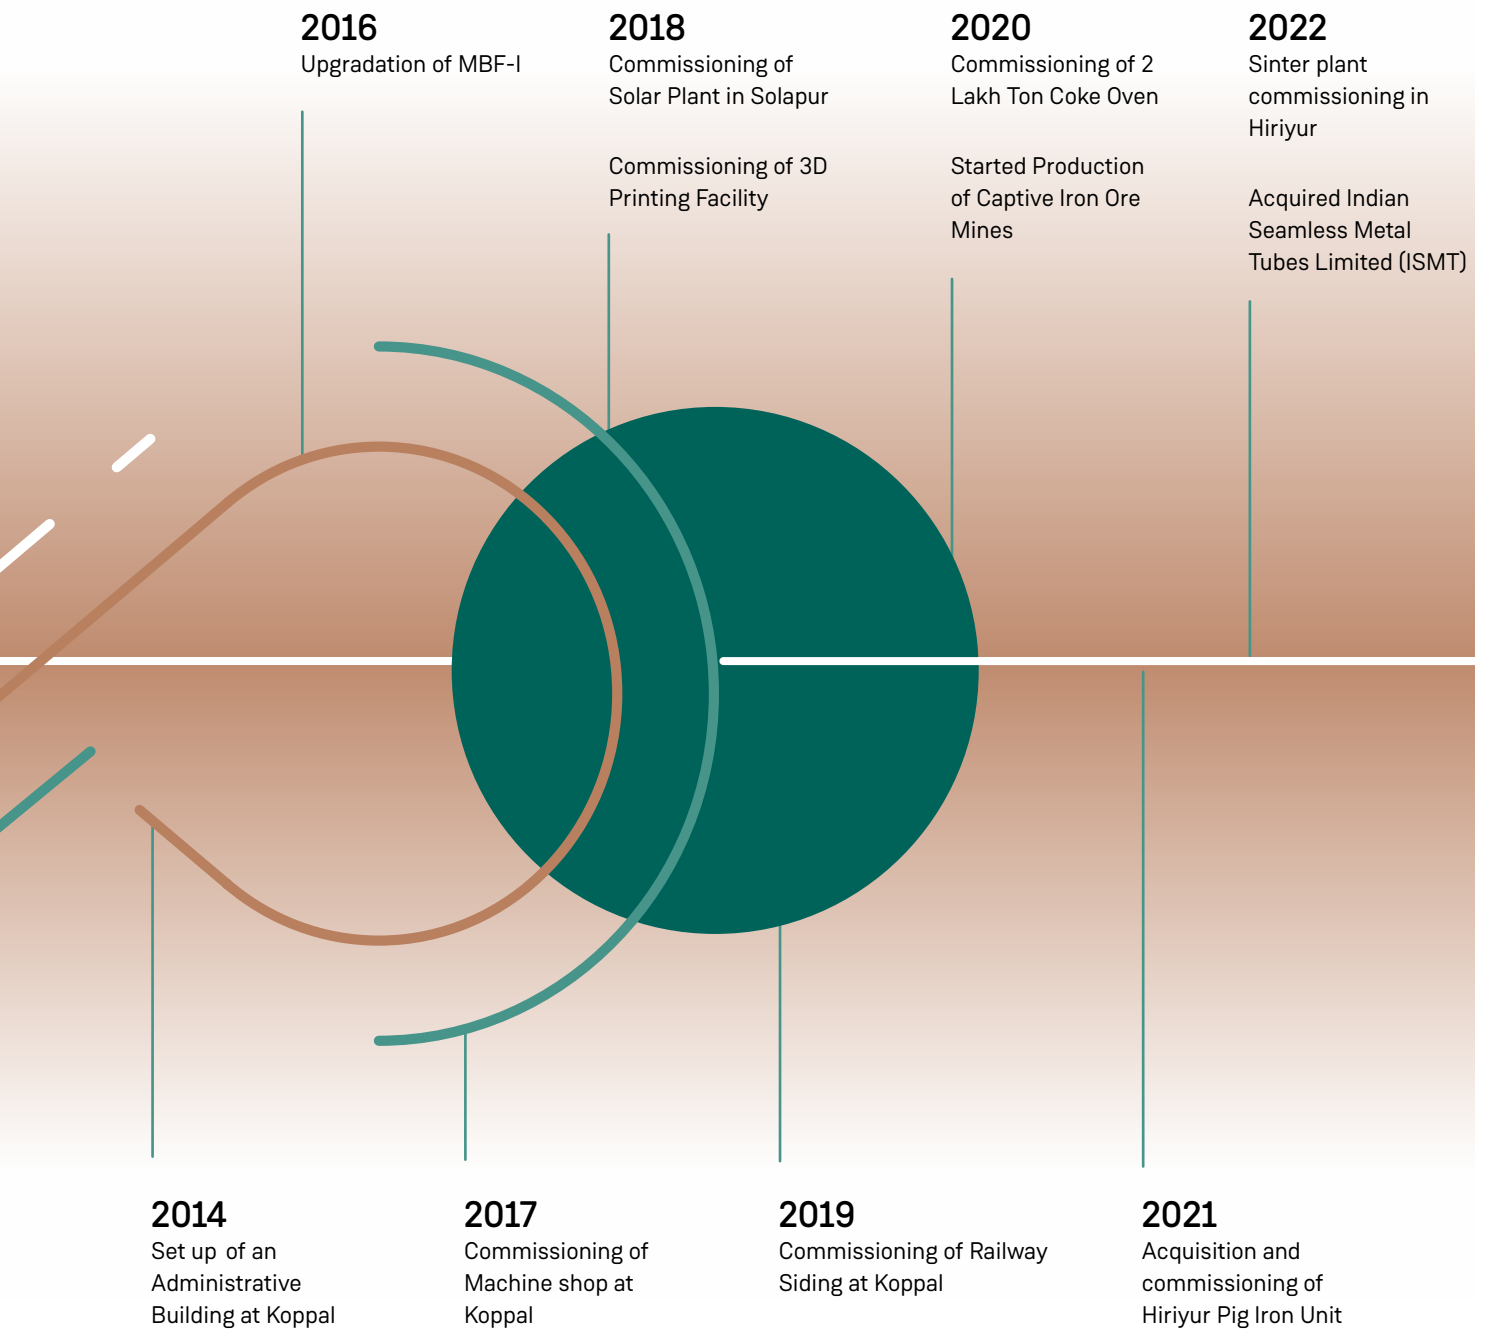 2016
Upgradation of MBF-I
2018
Commissioning of
Solar Plant in Solapur
Commissioning of 3D
Printing Facility
2020
Commissioning of 2
Lakh Ton Coke Oven
Started Production
of Captive Iron Ore
Mines
2022
Sinter plant
commissioning in
Hiriyur
Acquired Indian
Seamless Metal
Tubes Limited (ISMT)
2014
Set up of an
Administrative
Building at Koppal
2017
Commissioning of
Machine shop at
Koppal
2019
Commissioning of Railway
Siding at Koppal
2021
Acquisition and
commissioning of
Hiriyur Pig Iron Unit